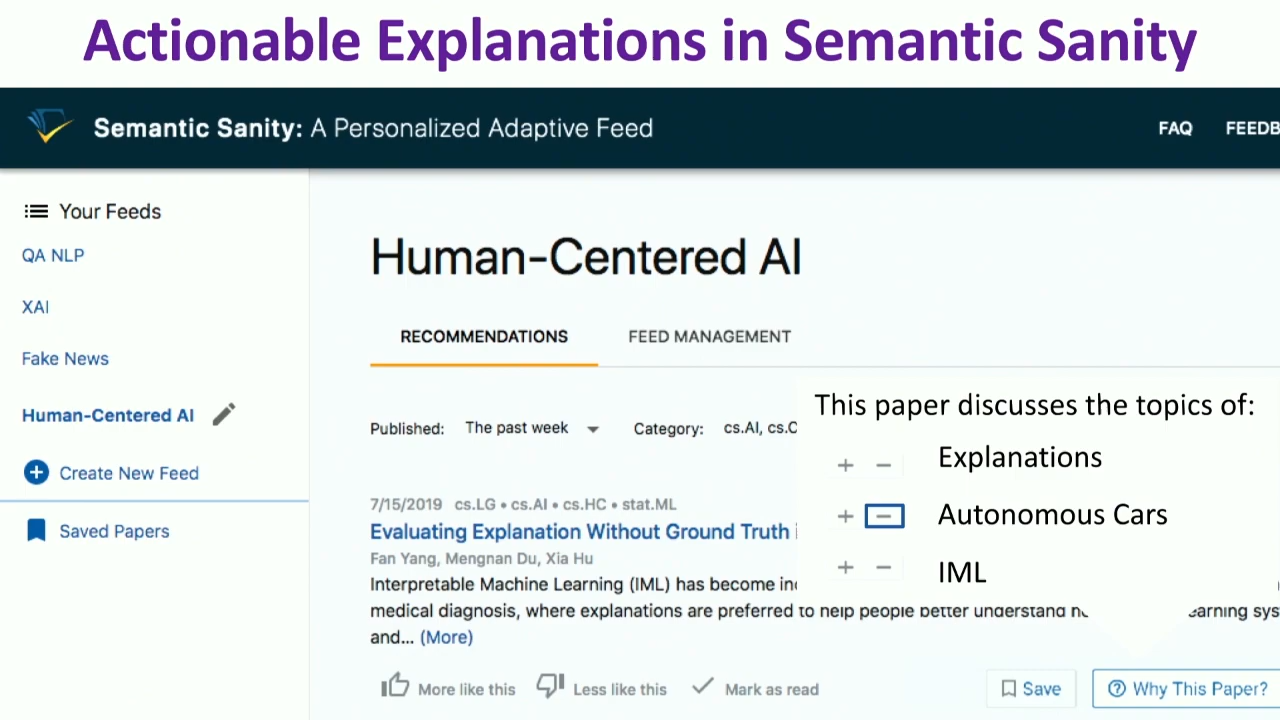 Actionable Explanations in Semantic Sanity
Semantic Sanity: A Personalized Adaptive Feed
FAQ
Your Feeds
QA NLP
XAI
Fake News
Human-Centered AI
Create New Feed
Saved Papers
Human-Centered AI
RECOMMENDATIONS FEED MANAGEMENT
Published: The past week Category: cs.AI,
7/15/2019 cs.LG • cs.AI • cs.HC • stat.ML
Evaluating Explanation Without Ground Truth
Fan Yang, Mengnan Du, Xia Hu
Interpretable Machine Learning (IML) has become
medical diagnosis, where explanations are preferred to help people better understand
and... (More)
More like this Less like this Mark as read
Save Why This Paper?
This paper discusses the topics of:
+ − Explanations
+ − Autonomous Cars
+ − IML